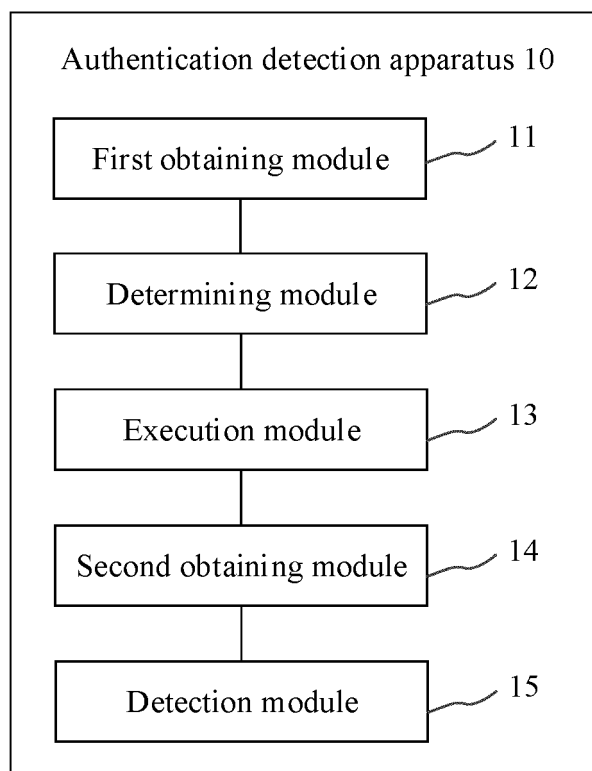 Authentication detection apparatus 10
First obtaining module
11
Determining module
12
Execution module
13
Second obtaining module
14
Detection module
15